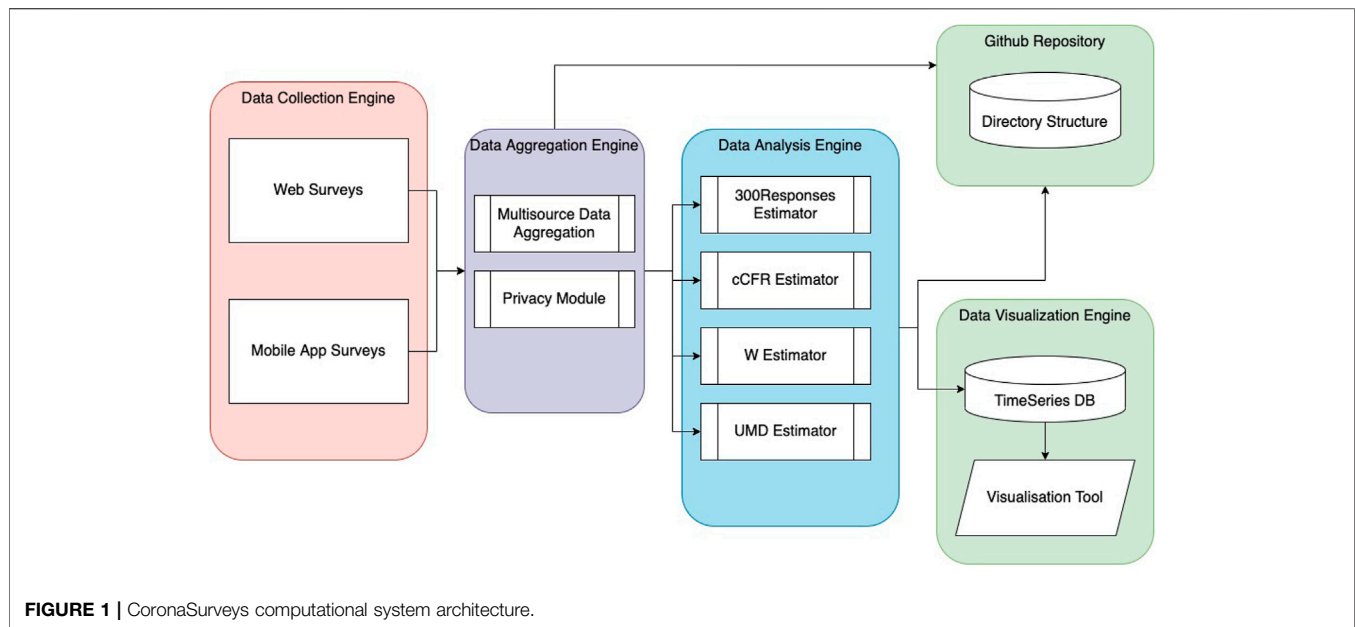 Data Collection Engine
Web Surveys
Mobile App Surveys
Data Aggregation Engine
Multisource Data
Aggregation
Privacy Module
Data Analysis Engine
300Responses
Estimator
cCFR Estimator
W Estimator
UMD Estimator
Github Repository
Directory Structure
Data Visualization Engine
TimeSeries DB
Visualisation Tool
FIGURE 1 | CoronaSurveys computational system architecture.